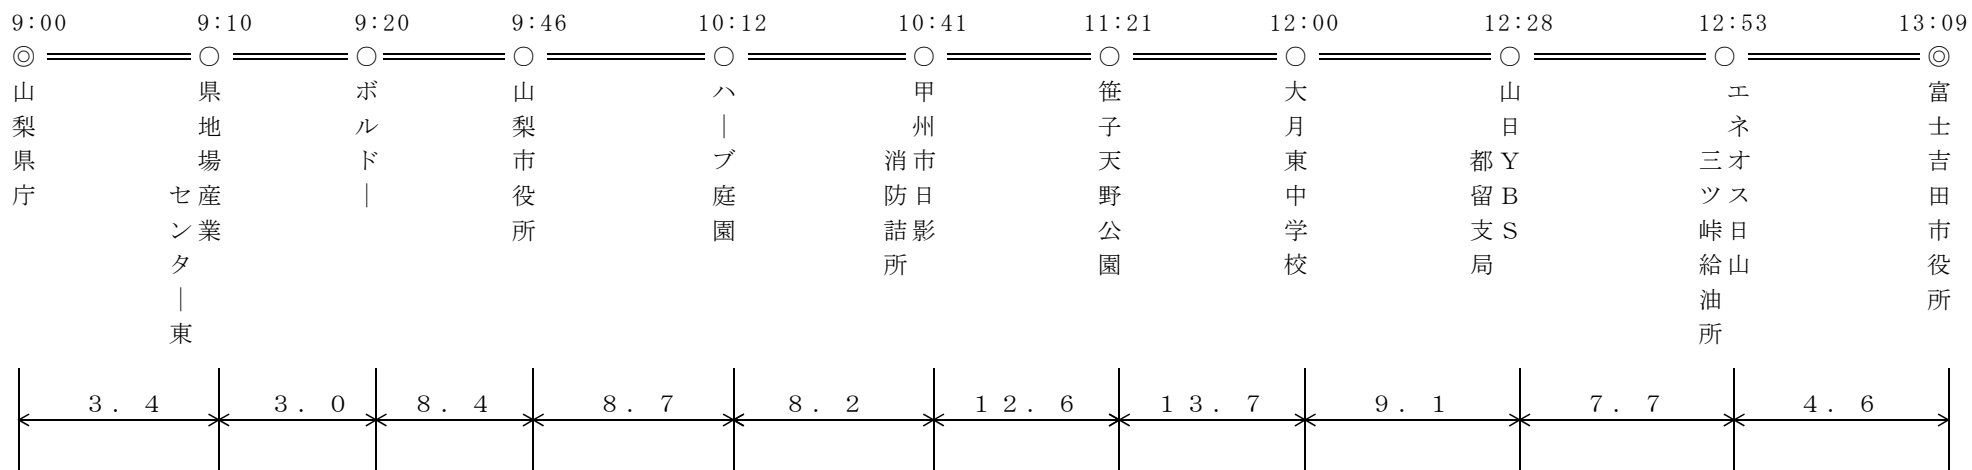 9:00 9:10 9:20 9:46 10:12 10:41 11:21 12:00 12:28 12:53 13:09
◎ ○ ○ ○ ○ ○ ○ ○ ○ ○ ◎
山梨県庁
県地場産業
センター東
ボルドー
山梨市役所
ハーブ庭園
甲州市日影
消防詰所
笹子天野公園
大月東中学校
山日ＹＢＳ
都留支局
エネオス日山
三ツ峠給油所
富士吉田市役所
３．４ ３．０ ８．４ ８．７ ８．２ １２．６ １３．７ ９．１ ７．７ ４．６